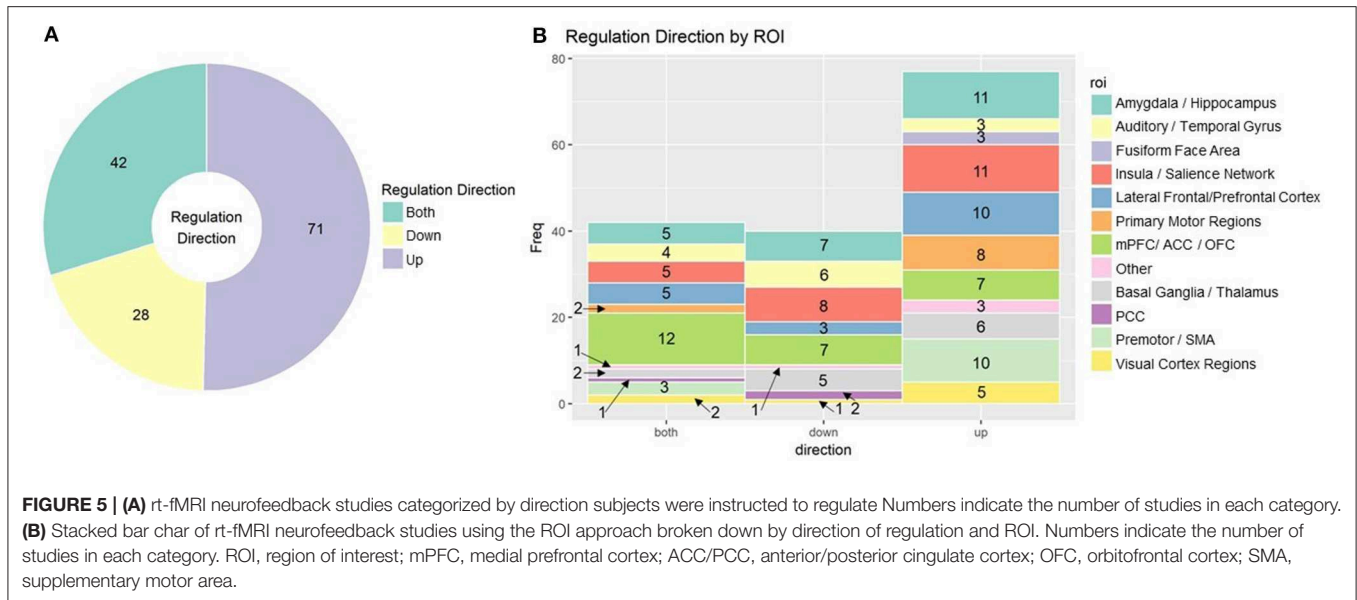 A
42
71
28
Regulation
Direction
Regulation Direction
Both
Down
Up
B Regulation Direction by ROI
Freq
80
60
40
20
0
5
4
5
5
2
12
1
2
1
3
2
7
6
8
3
7
1
5
2
1
11
3
3
11
10
8
7
3
6
10
5
both
down
up
direction
roi
Amygdala / Hippocampus
Auditory / Temporal Gyrus
Fusiform Face Area
Insula / Salience Network
Lateral Frontal/Prefrontal Cortex
Primary Motor Regions
mPFC/ ACC / OFC
Other
Basal Ganglia / Thalamus
PCC
Premotor / SMA
Visual Cortex Regions
FIGURE 5 | (A) rt-fMRI neurofeedback studies categorized by direction subjects were instructed to regulate Numbers indicate the number of studies in each category.
(B) Stacked bar char of rt-fMRI neurofeedback studies using the ROI approach broken down by direction of regulation and ROI. Numbers indicate the number of
studies in each category. ROI, region of interest; mPFC, medial prefrontal cortex; ACC/PCC, anterior/posterior cingulate cortex; OFC, orbitofrontal cortex; SMA,
supplementary motor area.